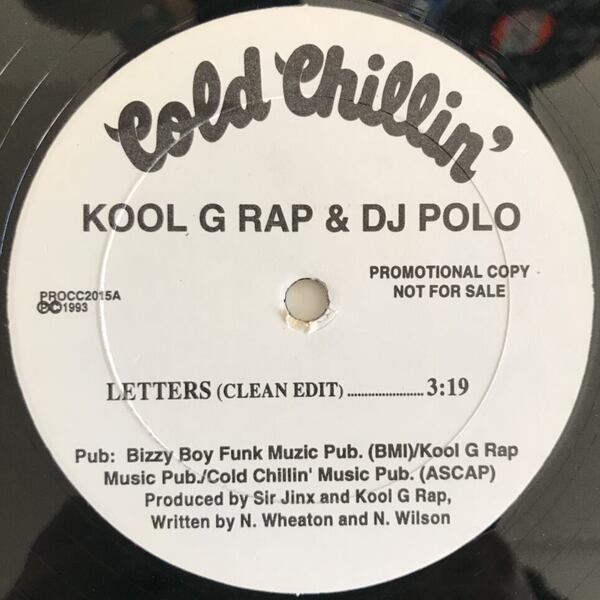 Cold Chillin'
KOOL G RAP & DJ POLO
PROMOTIONAL COPY
NOT FOR SALE
PROCC2015A
℗©1993
LETTERS (CLEAN EDIT) ...................... 3:19
Pub: Bizzy Boy Funk Muzic Pub. (BMI)/Kool G Rap
Music Pub./Cold Chillin' Music Pub. (ASCAP)
Produced by Sir Jinx and Kool G Rap,
Written by N. Wheaton and N. Wilson